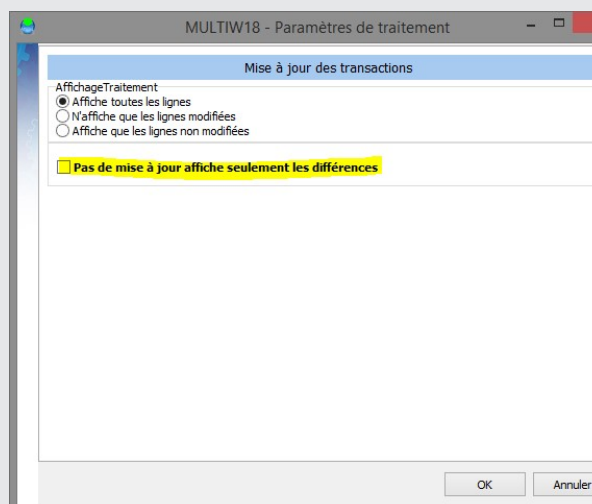 MULTIW18 - Paramètres de traitement
Mise à jour des transactions
AffichageTraitement
Affiche toutes les lignes
N'affiche que les lignes modifiées
Affiche que les lignes non modifiées
Pas de mise à jour affiche seulement les différences
OK
Annuler